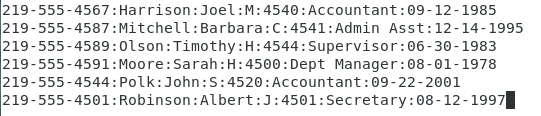 219-555-4567:Harrison:Joel:M:4540:Accountant:09-12-1985
219-555-4587:Mitchell:Barbara:C:4541:Admin Asst:12-14-1995
219-555-4589:Olson:Timothy:H:4544:Supervisor:06-30-1983
219-555-4591:Moore:Sarah:H:4500:Dept Manager:08-01-1978
219-555-4544:Polk:John:S:4520:Accountant:09-22-2001
219-555-4501:Robinson:Albert:J:4501:Secretary:08-12-1997